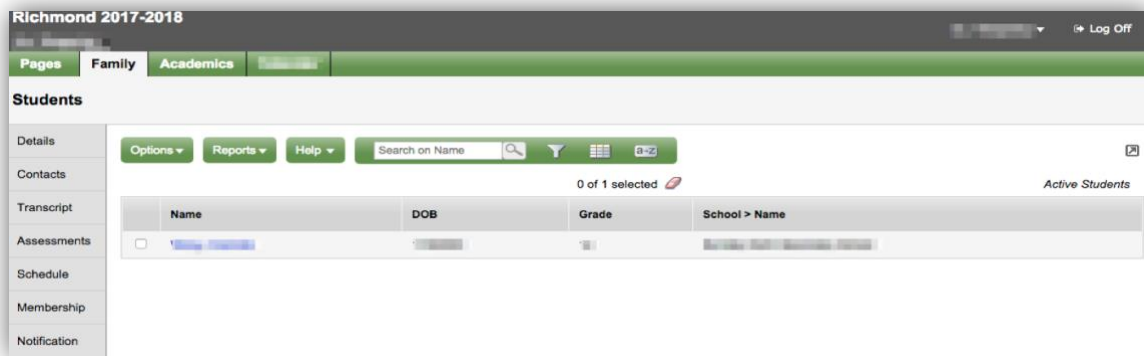 Richmond 2017-2018
Log Off
Pages Family Academics
Students
Details
Contacts
Transcript
Assessments
Schedule
Membership
Notification
Options Reports Help Search on Name a-z
0 of 1 selected
Active Students
Name DOB Grade School > Name